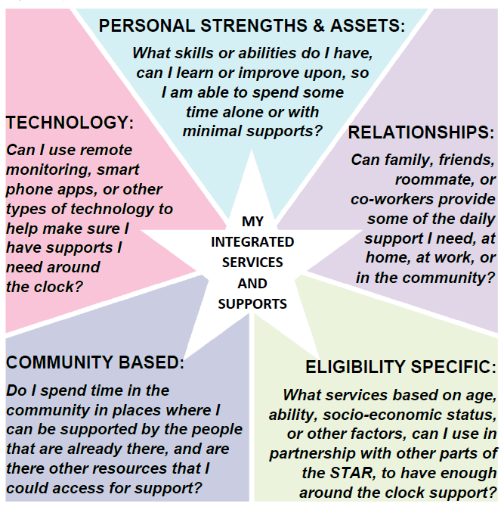 PERSONAL STRENGTHS & ASSETS:
What skills or abilities do I have,
can I learn or improve upon, so
I am able to spend some
time alone or with
minimal supports?
TECHNOLOGY:
Can I use remote
monitoring, smart
phone apps, or other
types of technology to
help make sure I
have supports I
need around
the clock?
RELATIONSHIPS:
Can family, friends,
roommate, or
co-workers provide
some of the daily
support I need, at
home, at work, or
in the community?
MY
INTEGRATED
SERVICES
AND
SUPPORTS
COMMUNITY BASED:
Do I spend time in the
community in places where I
can be supported by the people
that are already there, and are
there other resources that I
could access for support?
ELIGIBILITY SPECIFIC:
What services based on age,
ability, socio-economic status,
or other factors, can I use in
partnership with other parts of
the STAR, to have enough
around the clock support?